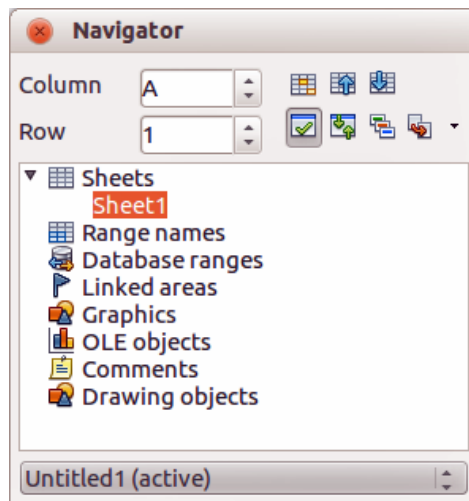 Navigator
Column A
Row 1
Sheets
Sheet1
Range names
Database ranges
Linked areas
Graphics
OLE objects
Comments
Drawing objects
Untitled1 (active)